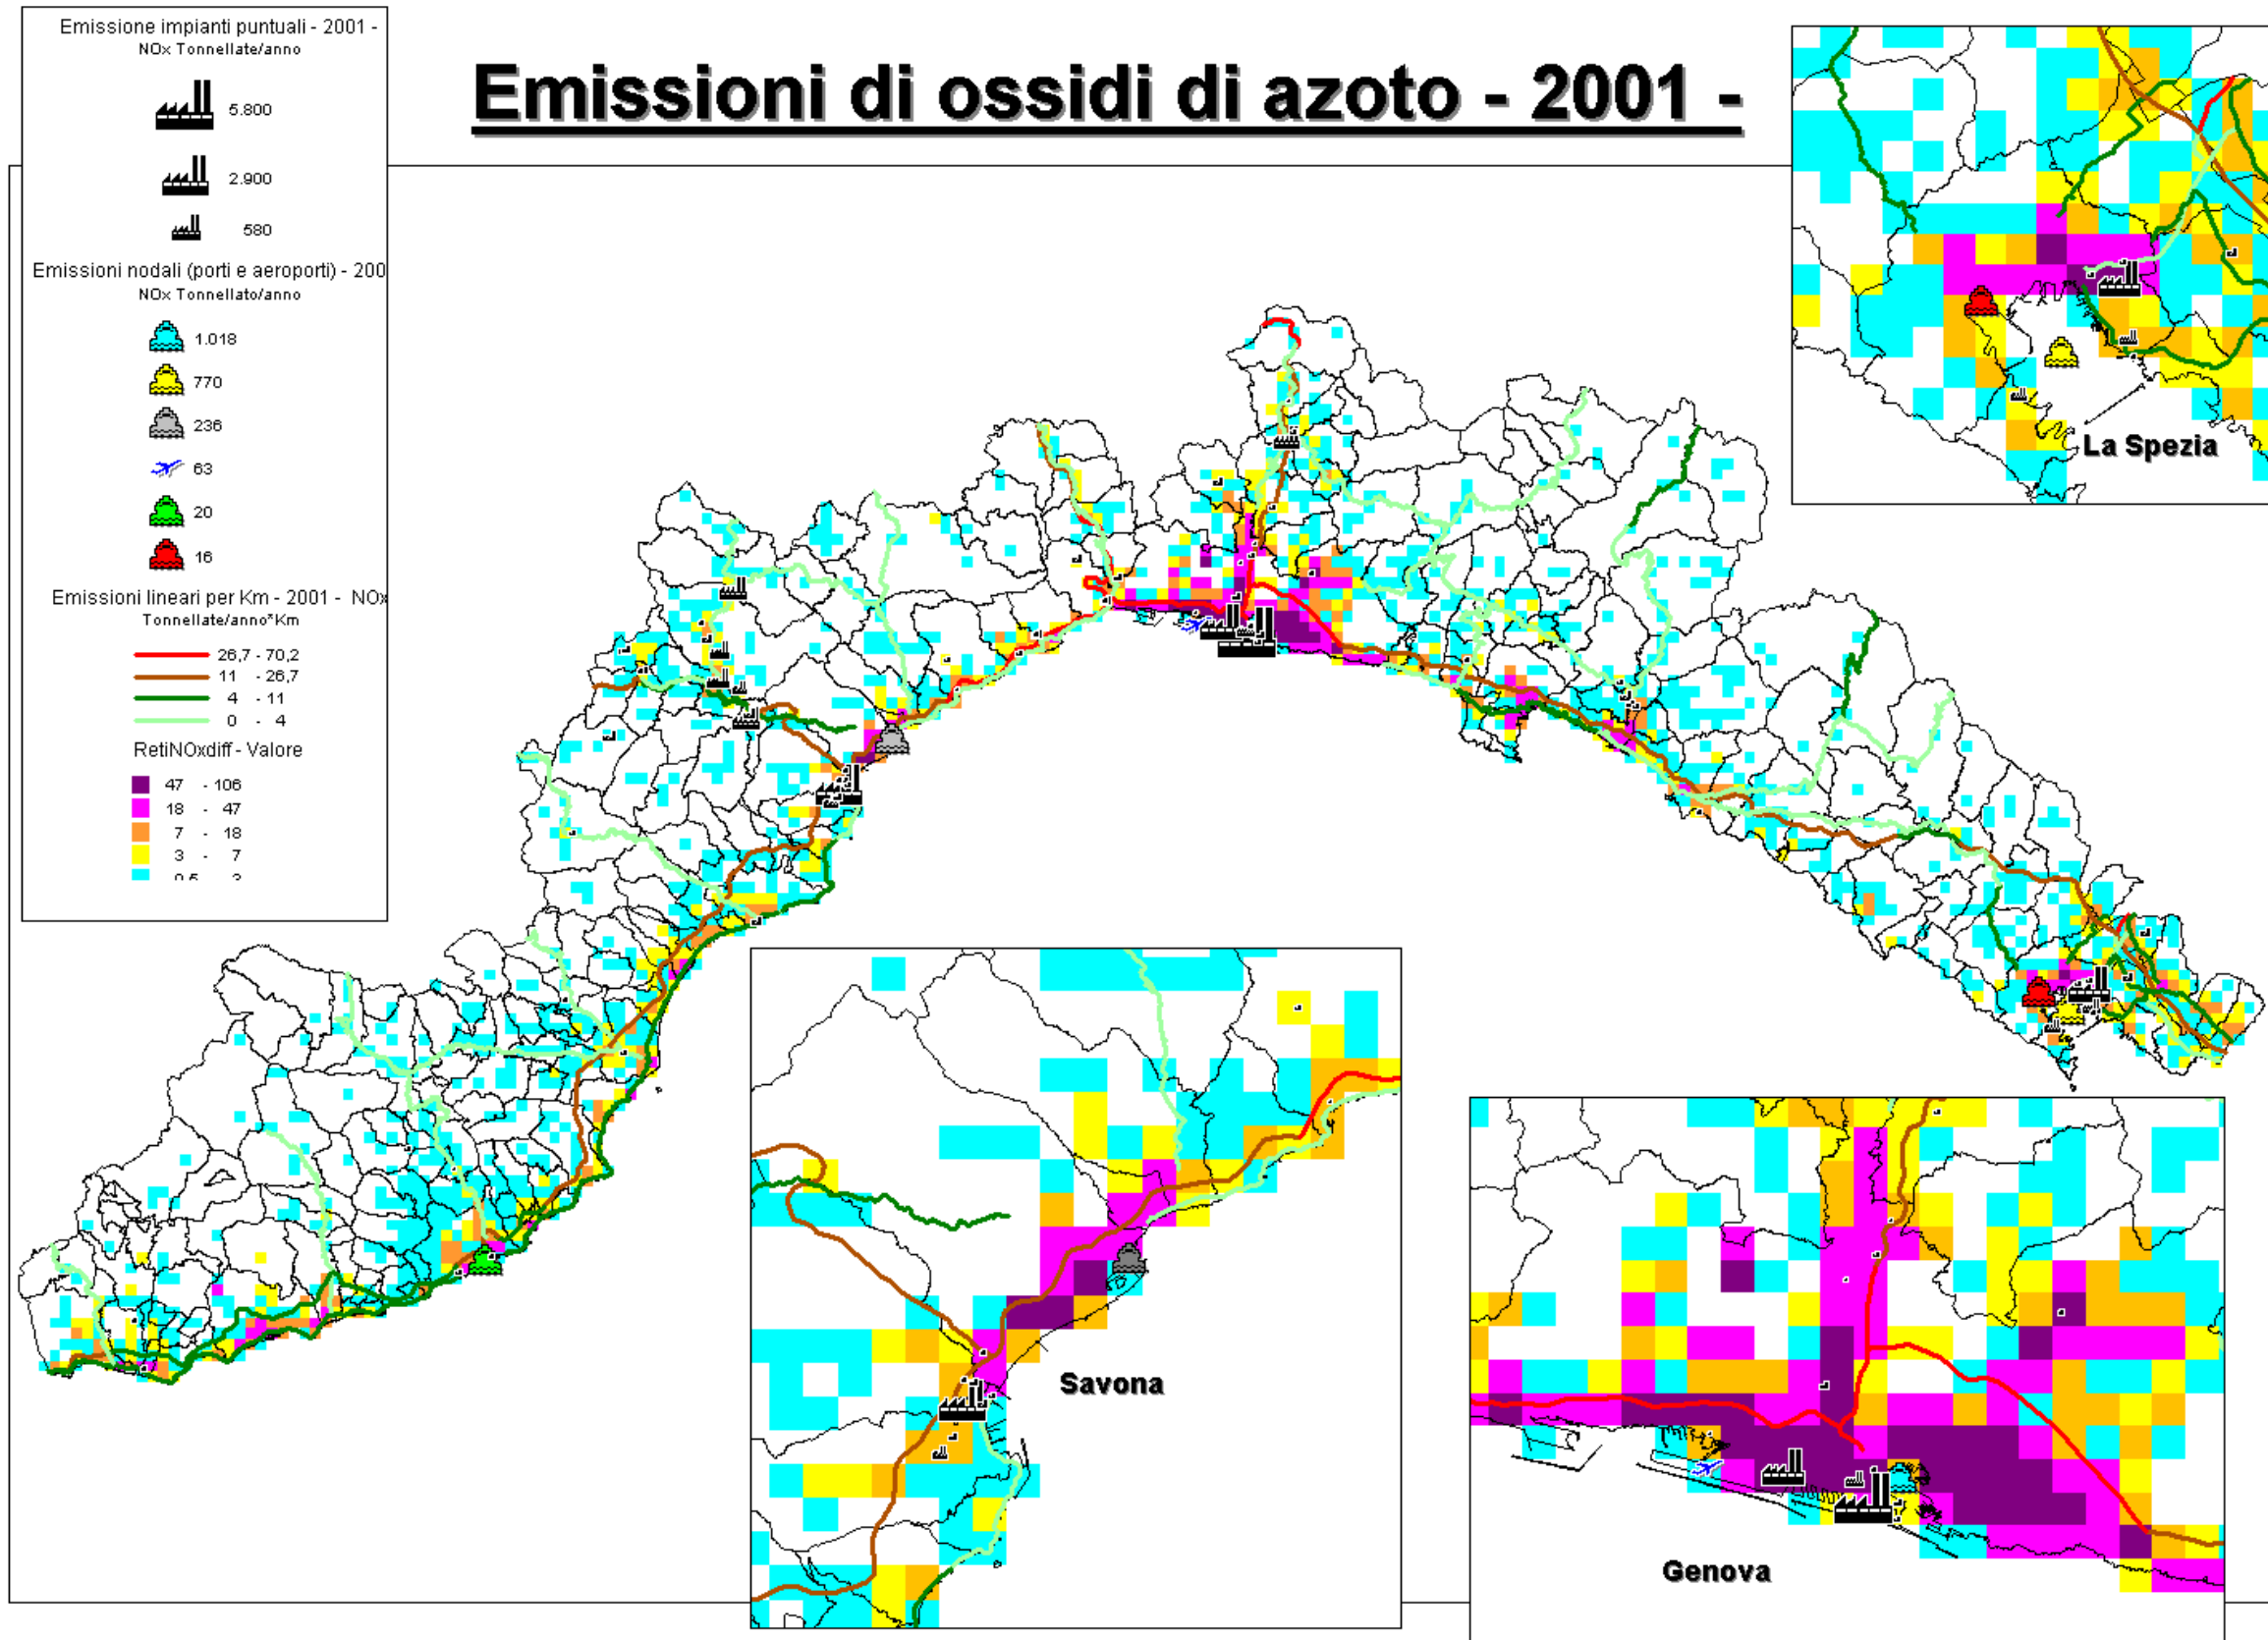 Emissione impianti puntuali - 2001 -
NOx Tonnellate/anno
5.800
2.900
580
Emissioni nodali (porti e aeroporti) - 200
NOx Tonnellato/anno
1.018
770
236
63
20
16
Emissioni lineari per Km - 2001 - NOx
Tonnellate/anno*Km
26,7 - 70,2
11 - 26,7
4 - 11
0 - 4
RetiNOxdiff - Valore
47 - 106
18 - 47
7 - 18
3 - 7
Emissioni di ossidi di azoto - 2001 -
La Spezia
Savona
Genova